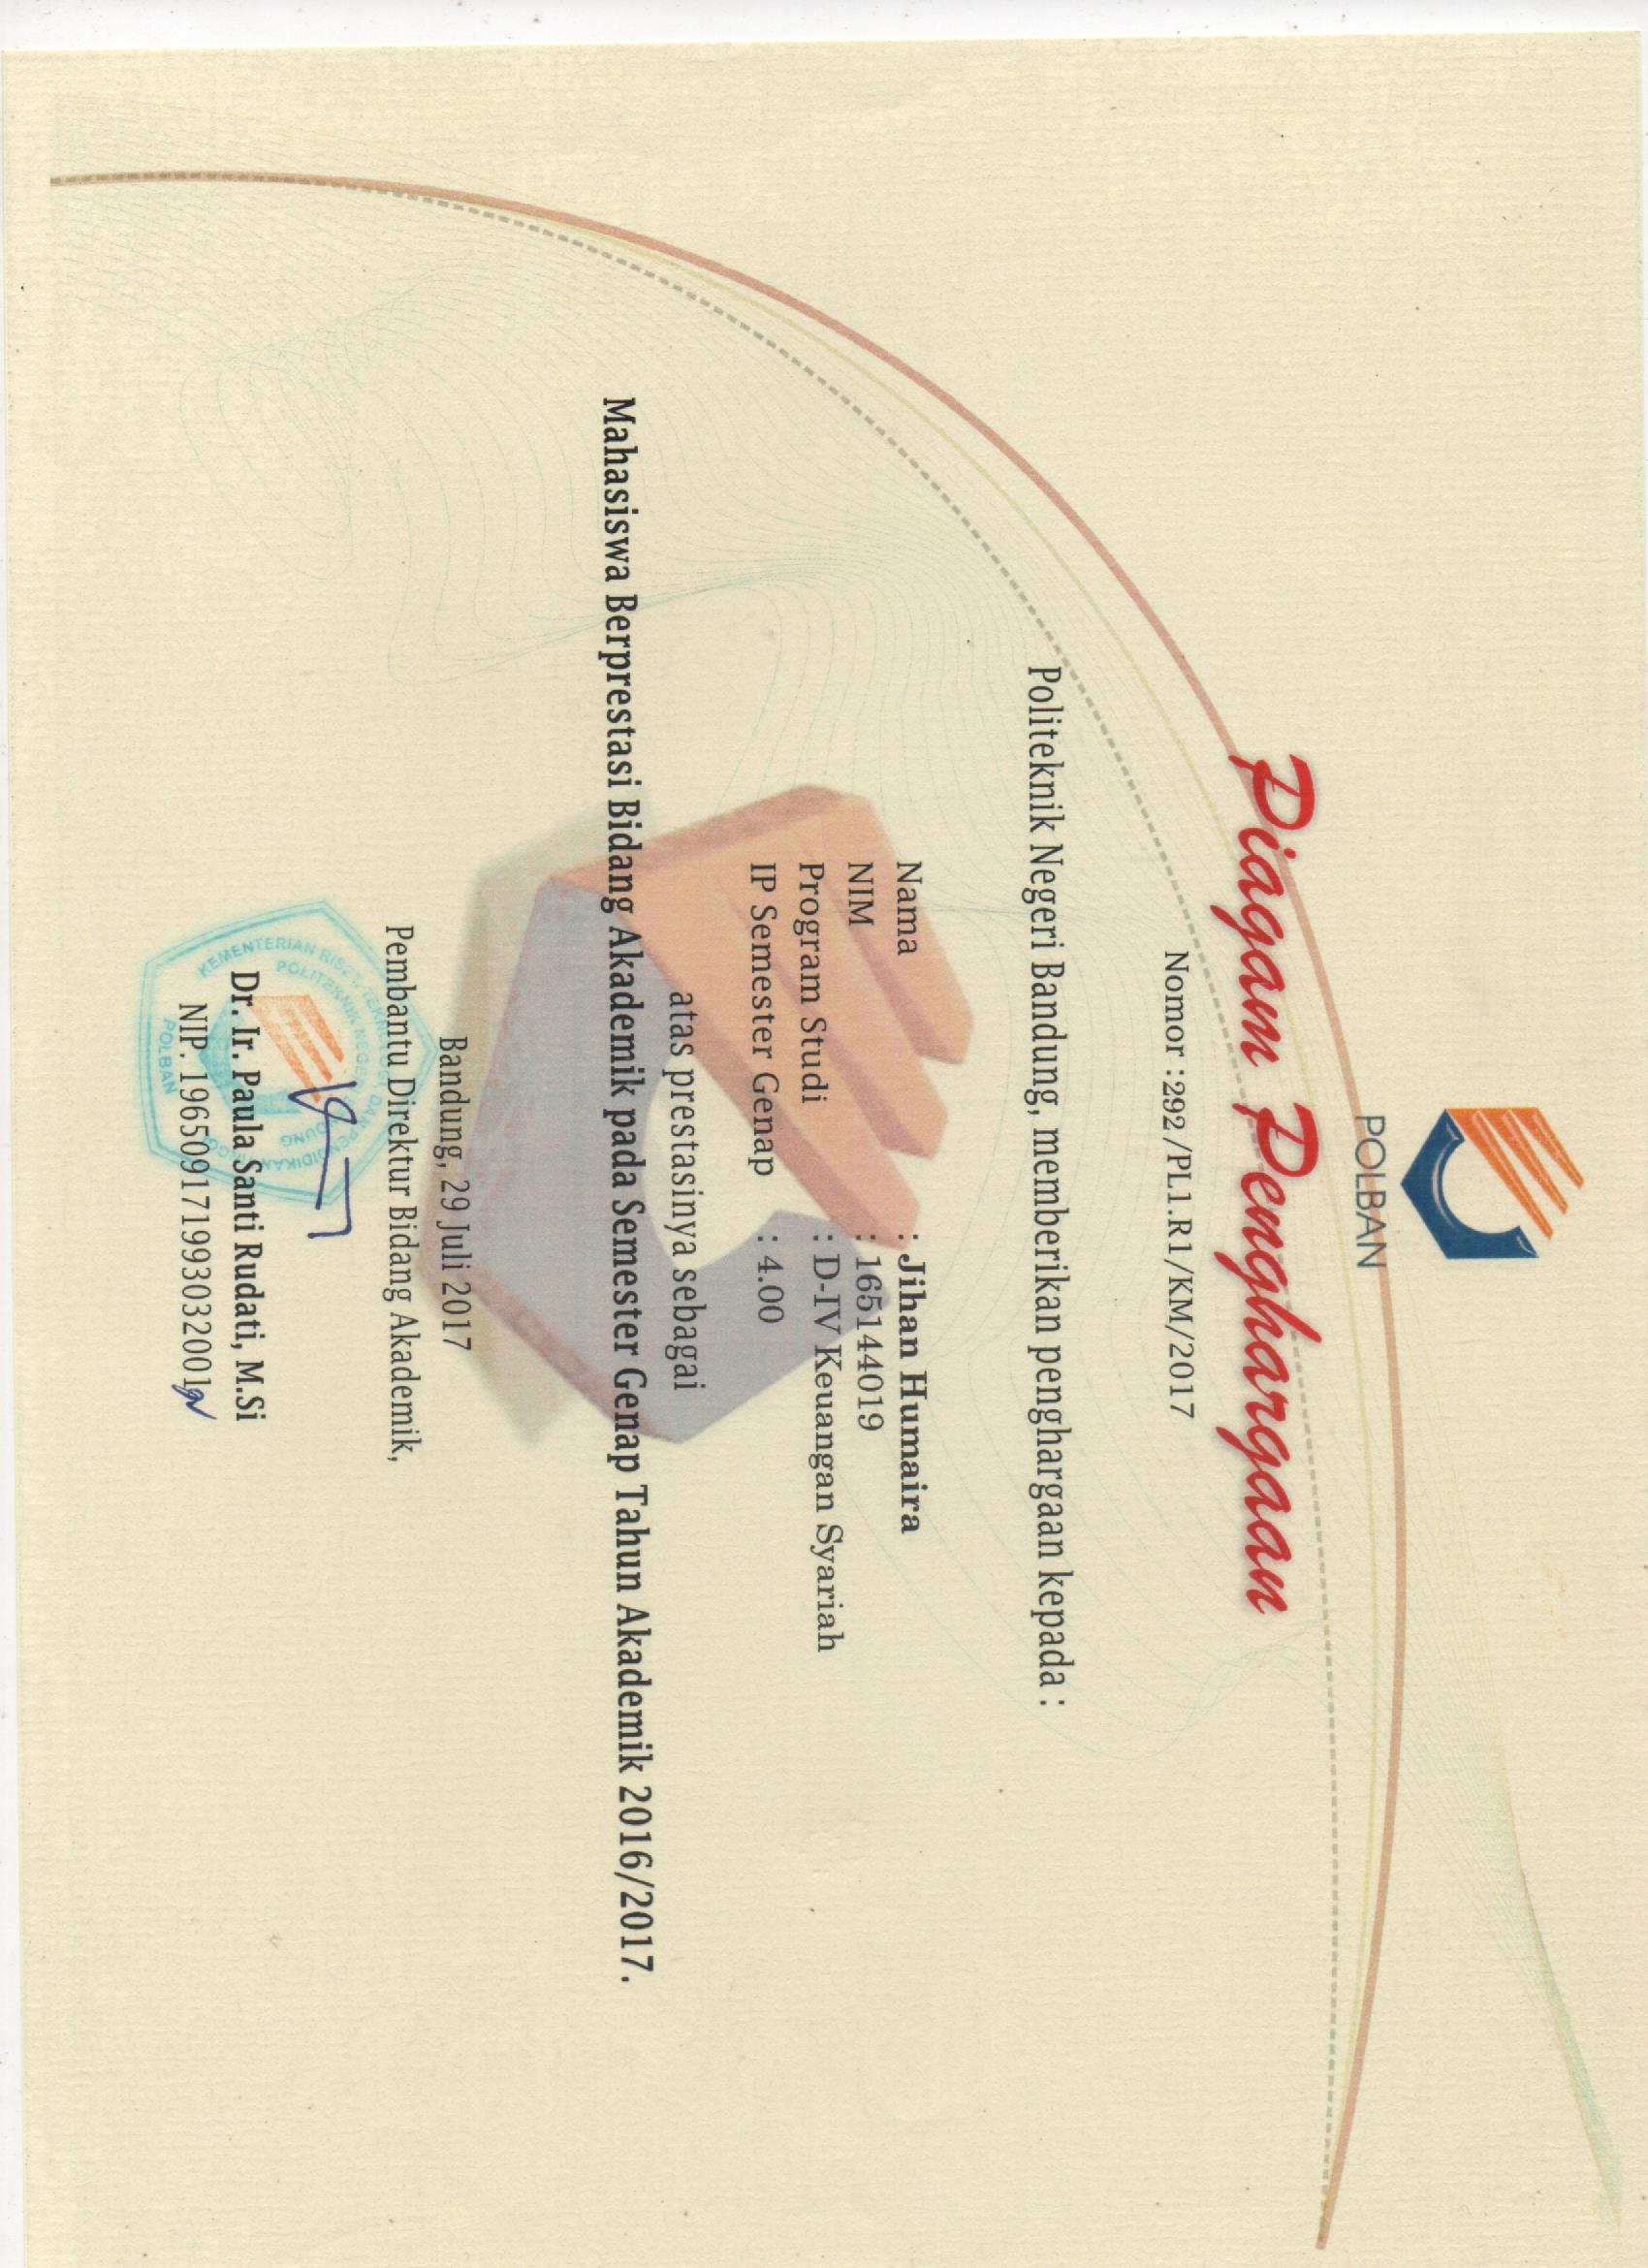 POLBAN
Piagam Penghargaan
Nomor :292/PL1.R1/KM/2017
Politeknik Negeri Bandung, memberikan penghargaan kepada :
Nama : Jihan Humaira
NIM : 165144019
Program Studi : D-IV Keuangan Syariah
IP Semester Genap : 4.00
atas prestasinya sebagai
Mahasiswa Berprestasi Bidang Akademik pada Semester Genap Tahun Akademik 2016/2017.
Bandung, 29 Juli 2017
Pembantu Direktur Bidang Akademik,
KEMENTERIAN RISET, TEKNOLOGI, DAN PENDIDIKAN
POLITEKNIK NEGERI BANDUNG
Dr. Ir. Paula Santi Rudati, M.Si
NIP. 196509171993032001
POLBAN